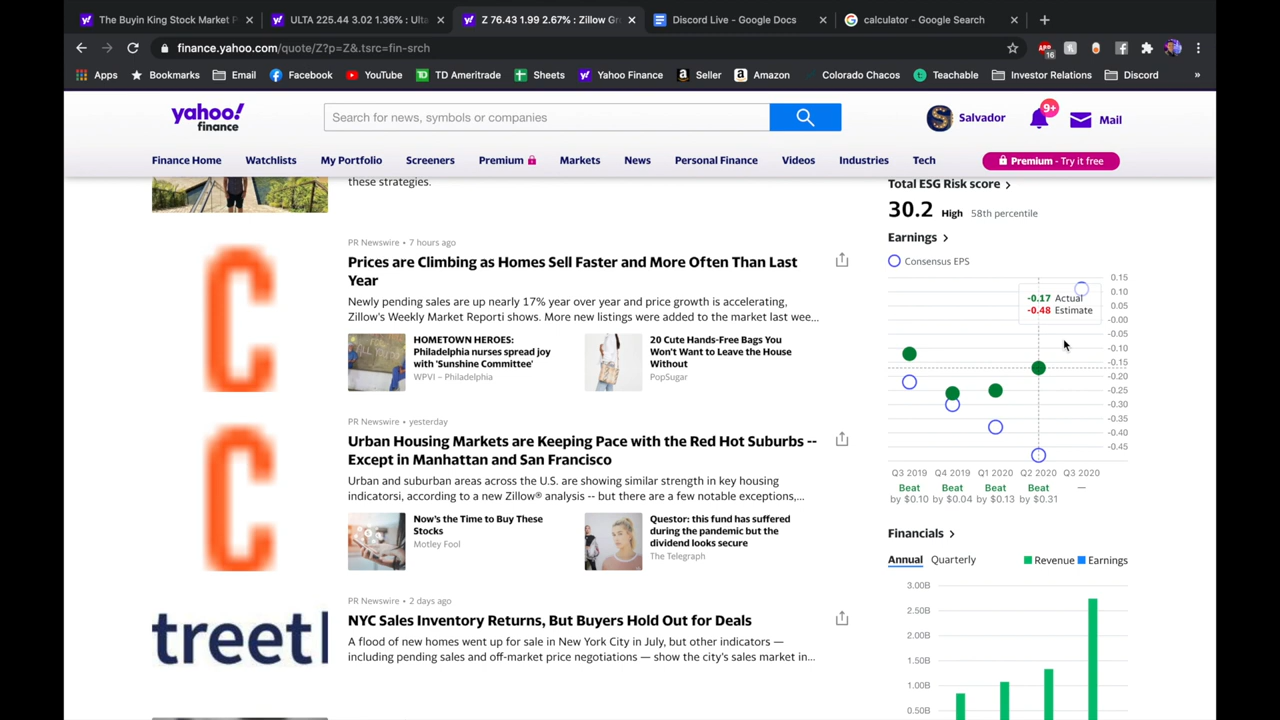 The Buyin King Stock Market P
ULTA 225.44 3.02 1.36% : Ulta
Z 76.43 1.99 2.67% : Zillow Gr
Discord Live - Google Docs
calculator - Google Search
finance.yahoo.com/quote/Z?p=Z&.tsrc=fin-srch
16
Apps
Bookmarks
Email
Facebook
YouTube
TD Ameritrade
Sheets
Yahoo Finance
Seller
Amazon
Colorado Chacos
Teachable
Investor Relations
Discord
»
yahoo!
finance
Search for news, symbols or companies
Salvador
9+
Mail
Finance Home
Watchlists
My Portfolio
Screeners
Premium
Markets
News
Personal Finance
Videos
Industries
Tech
Premium - Try it free
these strategies.
PR Newswire • 7 hours ago
Prices are Climbing as Homes Sell Faster and More Often Than Last
Year
Newly pending sales are up nearly 17% year over year and price growth is accelerating,
Zillow's Weekly Market Reporti shows. More new listings were added to the market last wee...
HOMETOWN HEROES:
Philadelphia nurses spread joy
with 'Sunshine Committee'
WPVI – Philadelphia
20 Cute Hands-Free Bags You
Won't Want to Leave the House
Without
PopSugar
C
PR Newswire • yesterday
Urban Housing Markets are Keeping Pace with the Red Hot Suburbs --
Except in Manhattan and San Francisco
Urban and suburban areas across the U.S. are showing similar strength in key housing
indicatorsi, according to a new Zillow® analysis -- but there are a few notable exceptions,...
Now's the Time to Buy These
Stocks
Motley Fool
Questor: this fund has suffered
during the pandemic but the
dividend looks secure
The Telegraph
C
PR Newswire • 2 days ago
NYC Sales Inventory Returns, But Buyers Hold Out for Deals
A flood of new homes went up for sale in New York City in July, but other indicators —
including pending sales and off-market price negotiations — show the city's sales market in...
treetl
Total ESG Risk score
30.2 High 58th percentile
Earnings
Consensus EPS
-0.17 Actual
-0.48 Estimate
0.15
0.10
0.05
-0.00
-0.05
-0.10
-0.15
-0.20
-0.25
-0.30
-0.35
-0.40
-0.45
Q3 2019 Q4 2019 Q1 2020 Q2 2020 Q3 2020
Beat Beat Beat Beat —
by $0.10 by $0.04 by $0.13 by $0.31
Financials
Annual Quarterly
Revenue Earnings
3.00B
2.50B
2.00B
1.50B
1.00B
0.50B